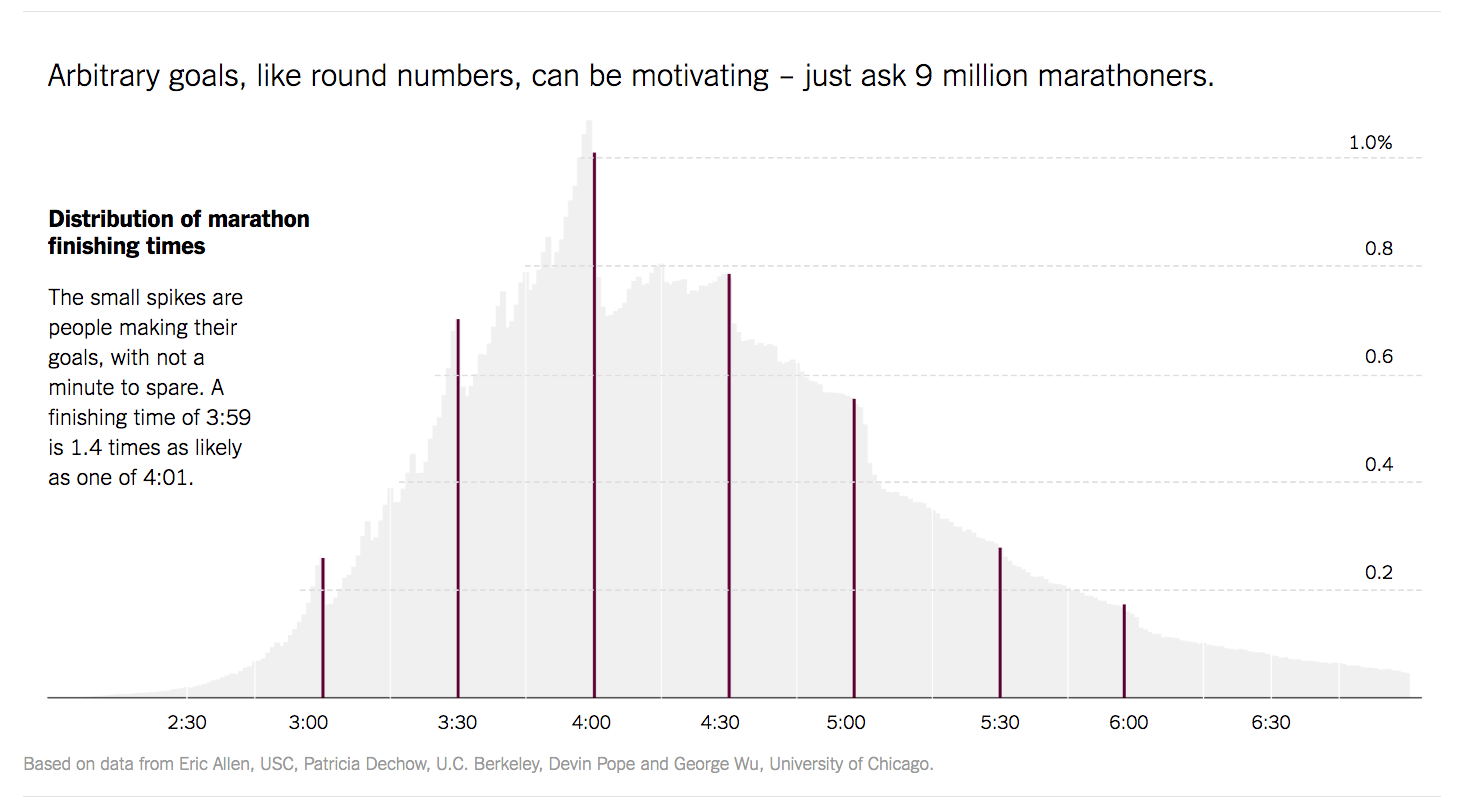 Arbitrary goals, like round numbers, can be motivating – just ask 9 million marathoners.
1.0%
Distribution of marathon
finishing times
0.8
The small spikes are
people making their
goals, with not a
minute to spare. A
finishing time of 3:59
is 1.4 times as likely
as one of 4:01.
0.6
0.4
0.2
2:30 3:00 3:30 4:00 4:30 5:00 5:30 6:00 6:30
Based on data from Eric Allen, USC, Patricia Dechow, U.C. Berkeley, Devin Pope and George Wu, University of Chicago.